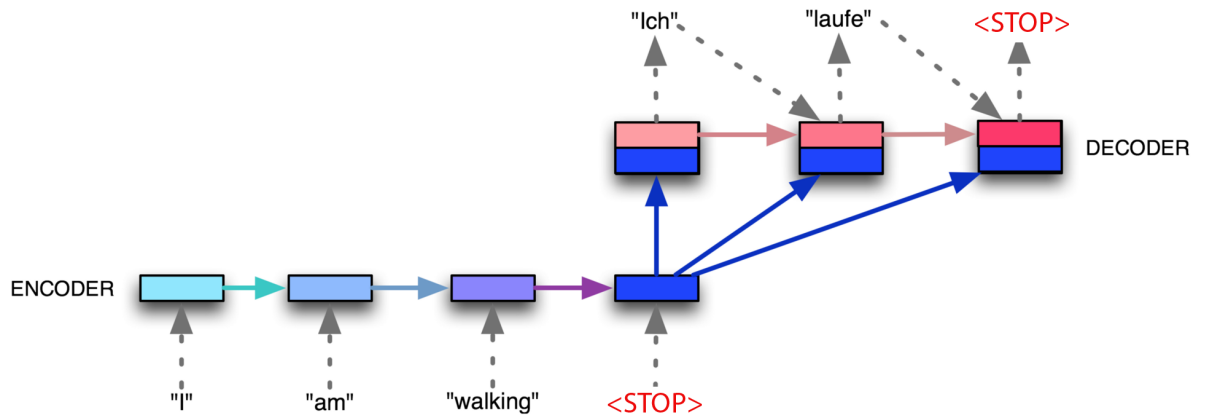 "Ich"
"laufe"
<STOP>
DECODER
ENCODER
"I"
"am"
"walking"
<STOP>